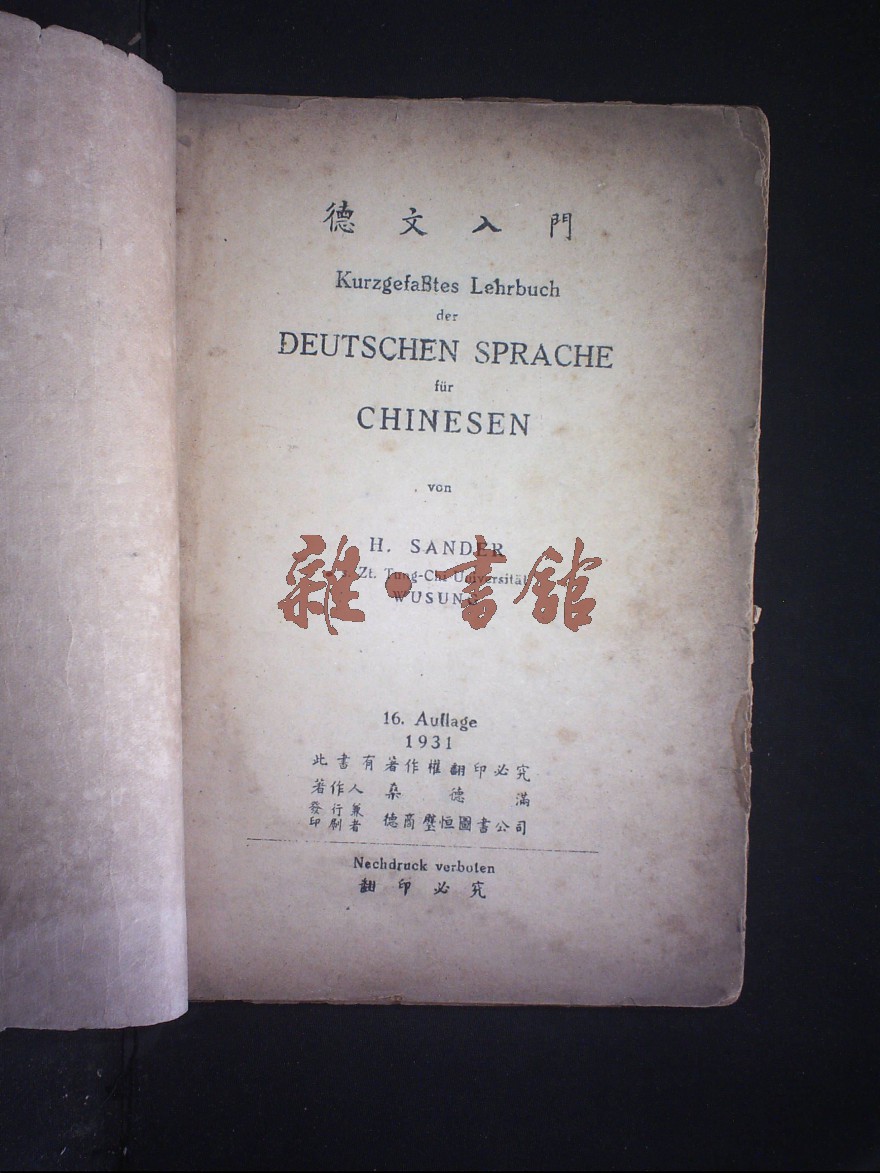 德文入門
Kurzgefaßtes Lehrbuch
der
DEUTSCHEN SPRACHE
für
CHINESEN
von
H. SANDER
z. Zt. Tung-Chi Universität
WUSUNG
雜·書館
16. Auflage
1931
此書有著作權翻印必究
著作人 桑德滿
發行兼印刷者 德商壁恒圖書公司
Nechdruck verboten
翻印必究